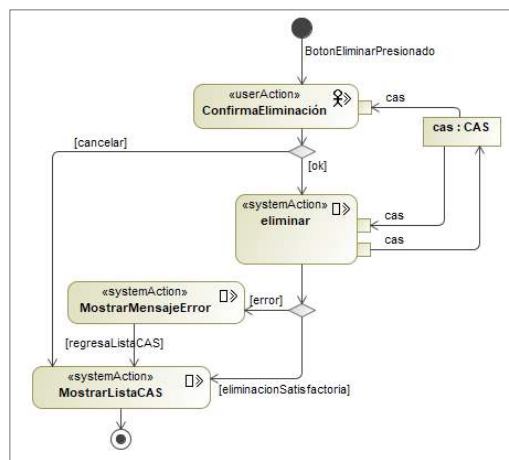 BotonEliminarPresionado
«userAction»
ConfirmaEliminación
cas
cas : CAS
[cancelar]
[ok]
«systemAction»
eliminar
cas
cas
«systemAction»
MostrarMensajeError
[error]
[regresaListaCAS]
«systemAction»
MostrarListaCAS
[eliminacionSatisfactoria]